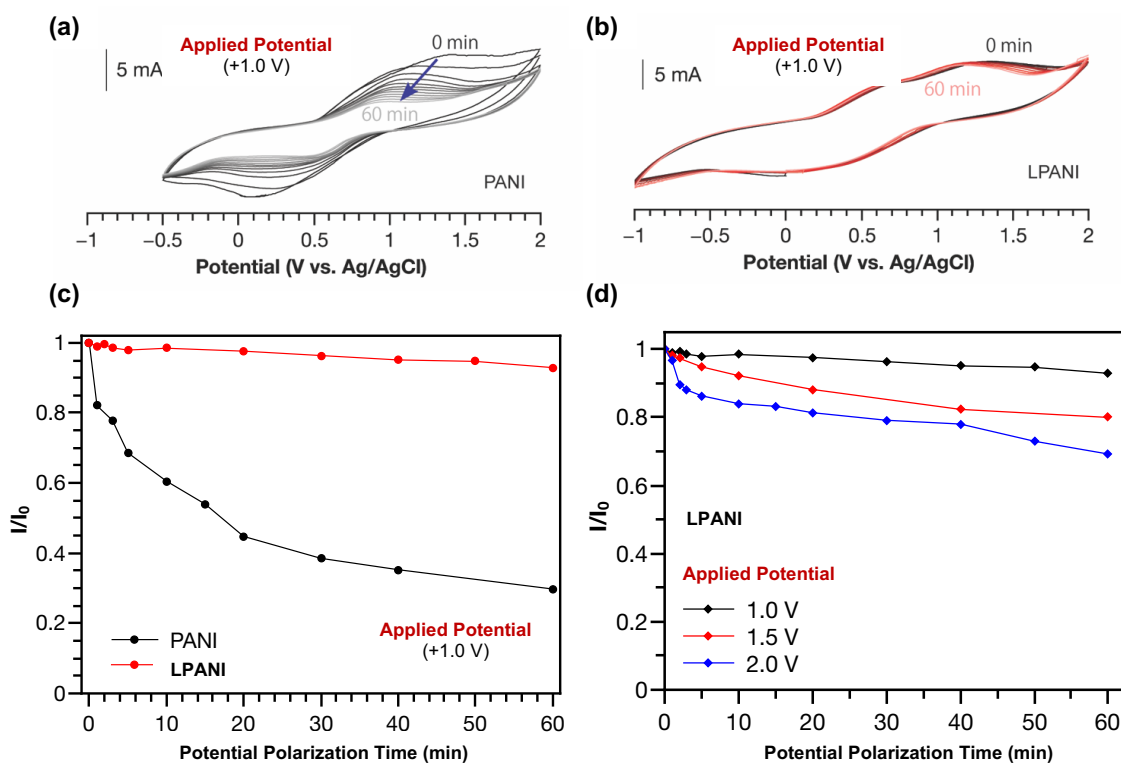 (a)
Applied Potential
(+1.0 V)
0 min
5 mA
60 min
PANI
−1 −0.5 0 0.5 1 1.5 2
Potential (V vs. Ag/AgCl)
(b)
Applied Potential
(+1.0 V)
0 min
5 mA
60 min
LPANI
−1 −0.5 0 0.5 1 1.5 2
Potential (V vs. Ag/AgCl)
(c)
1
0.8
0.6
0.4
0.2
0
I/I0
PANI
LPANI
Applied Potential
(+1.0 V)
0 10 20 30 40 50 60
Potential Polarization Time (min)
(d)
1
0.8
0.6
0.4
0.2
0
I/I0
LPANI
Applied Potential
1.0 V
1.5 V
2.0 V
0 10 20 30 40 50 60
Potential Polarization Time (min)